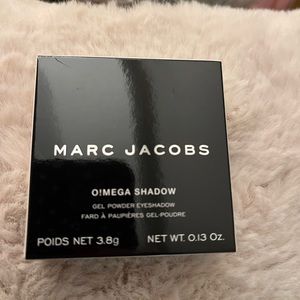 MARC JACOBS
O!MEGA SHADOW
GEL POWDER EYESHADOW
FARD À PAUPIÈRES GEL-POUDRE
POIDS NET 3.8g NET WT. 0.13 Oz.